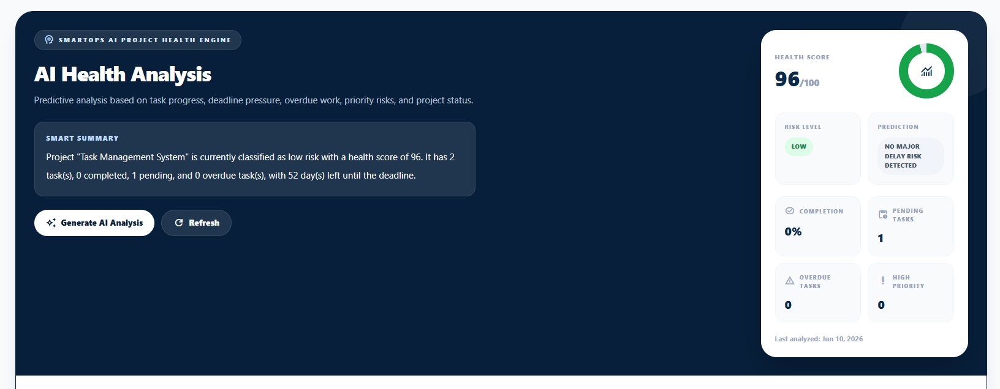 SMARTOPS AI PROJECT HEALTH ENGINE
AI Health Analysis
Predictive analysis based on task progress, deadline pressure, overdue work, priority risks, and project status.
SMART SUMMARY
Project "Task Management System" is currently classified as low risk with a health score of 96. It has 2
task(s), 0 completed, 1 pending, and 0 overdue task(s), with 52 day(s) left until the deadline.
Generate AI Analysis
Refresh
HEALTH SCORE
96/100
RISK LEVEL
LOW
PREDICTION
NO MAJOR
DELAY RISK
DETECTED
COMPLETION
0%
PENDING
TASKS
1
OVERDUE
TASKS
0
HIGH
PRIORITY
0
Last analyzed: Jun 10, 2026